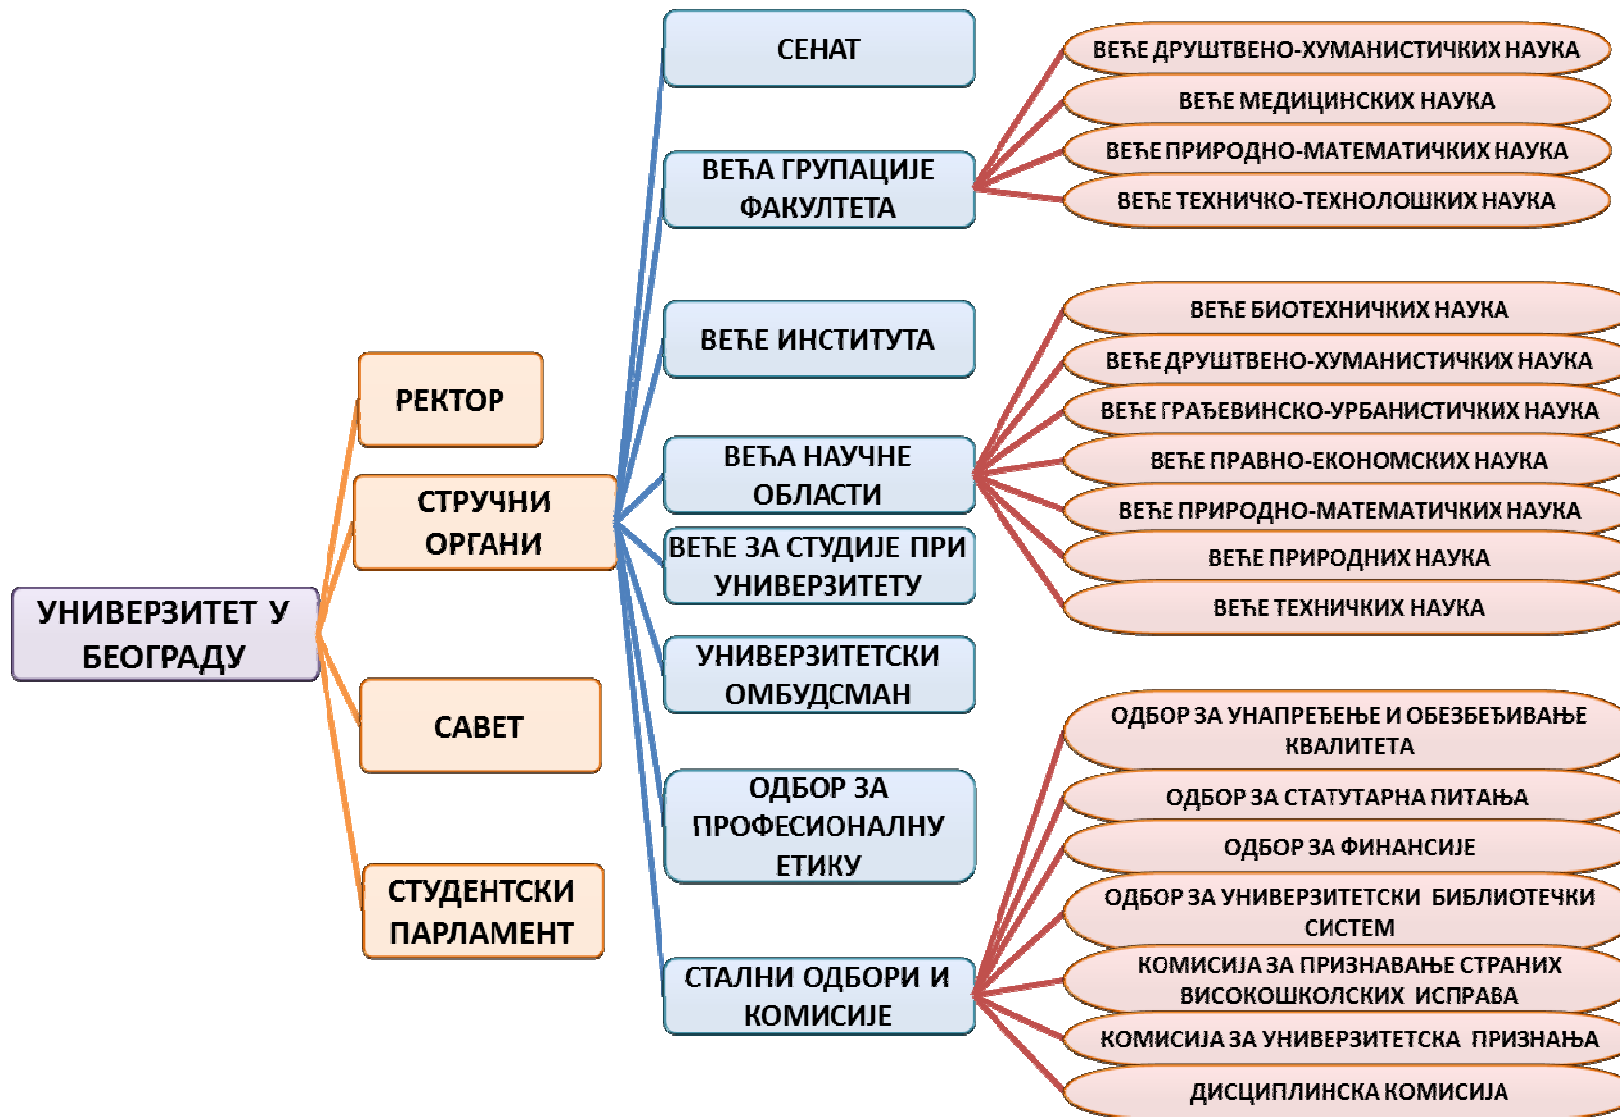 УНИВЕРЗИТЕТ У
БЕОГРАДУ
РЕКТОР
СТРУЧНИ
ОРГАНИ
САВЕТ
СТУДЕНТСКИ
ПАРЛАМЕНТ
СЕНАТ
ВЕЋА ГРУПАЦИЈЕ
ФАКУЛТЕТА
ВЕЋЕ ИНСТИТУТА
ВЕЋА НАУЧНЕ
ОБЛАСТИ
ВЕЋЕ ЗА СТУДИЈЕ ПРИ
УНИВЕРЗИТЕТУ
УНИВЕРЗИТЕТСКИ
ОМБУДСМАН
ОДБОР ЗА
ПРОФЕСИОНАЛНУ
ЕТИКУ
СТАЛНИ ОДБОРИ И
КОМИСИЈЕ
ВЕЋЕ ДРУШТВЕНО-ХУМАНИСТИЧКИХ НАУКА
ВЕЋЕ МЕДИЦИНСКИХ НАУКА
ВЕЋЕ ПРИРОДНО-МАТЕМАТИЧКИХ НАУКА
ВЕЋЕ ТЕХНИЧКО-ТЕХНОЛОШКИХ НАУКА
ВЕЋЕ БИОТЕХНИЧКИХ НАУКА
ВЕЋЕ ДРУШТВЕНО-ХУМАНИСТИЧКИХ НАУКА
ВЕЋЕ ГРАЂЕВИНСКО-УРБАНИСТИЧКИХ НАУКА
ВЕЋЕ ПРАВНО-ЕКОНОМСКИХ НАУКА
ВЕЋЕ ПРИРОДНО-МАТЕМАТИЧКИХ НАУКА
ВЕЋЕ ПРИРОДНИХ НАУКА
ВЕЋЕ ТЕХНИЧКИХ НАУКА
ОДБОР ЗА УНАПРЕЂЕЊЕ И ОБЕЗБЕЂИВАЊЕ
КВАЛИТЕТА
ОДБОР ЗА СТАТУТАРНА ПИТАЊА
ОДБОР ЗА ФИНАНСИЈЕ
ОДБОР ЗА УНИВЕРЗИТЕТСКИ БИБЛИОТЕЧКИ
СИСТЕМ
КОМИСИЈА ЗА ПРИЗНАВАЊЕ СТРАНИХ
ВИСОКОШКОЛСКИХ ИСПРАВА
КОМИСИЈА ЗА УНИВЕРЗИТЕТСКА ПРИЗНАЊА
ДИСЦИПЛИНСКА КОМИСИЈА